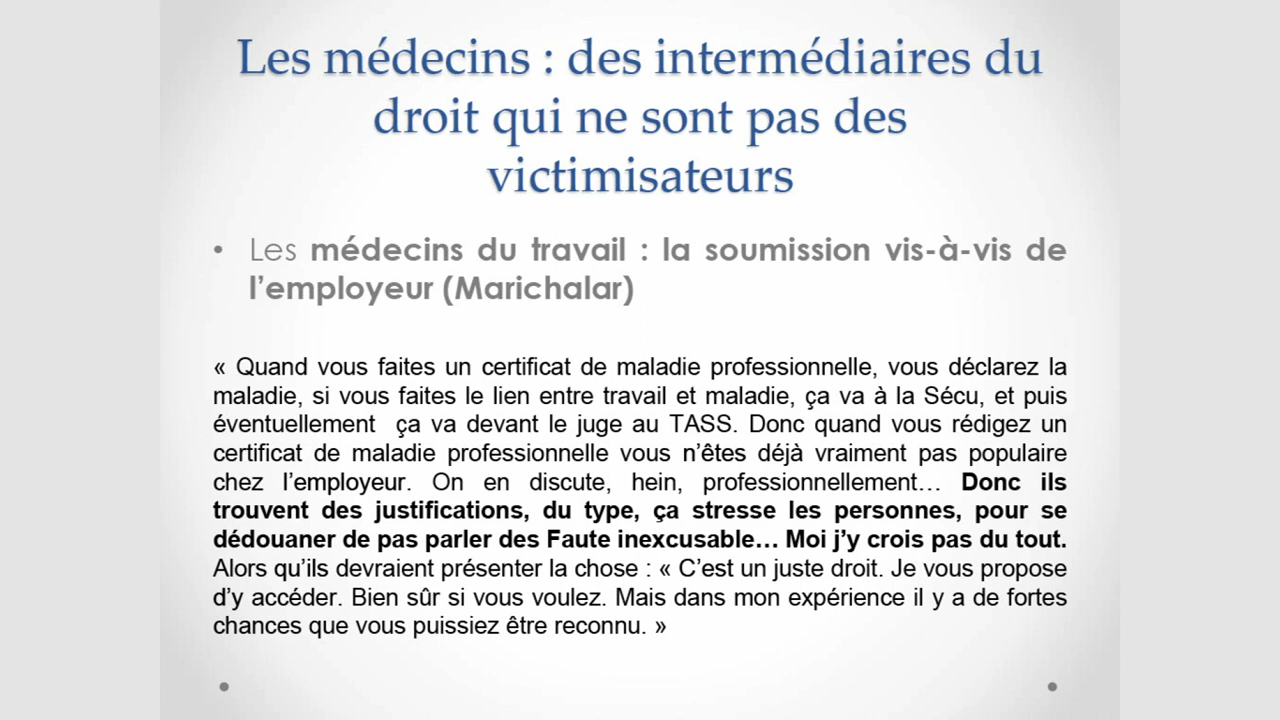 Les médecins : des intermédiaires du
droit qui ne sont pas des
victimisateurs
• Les médecins du travail : la soumission vis-à-vis de
l’employeur (Marichalar)
« Quand vous faites un certificat de maladie professionnelle, vous déclarez la
maladie, si vous faites le lien entre travail et maladie, ça va à la Sécu, et puis
éventuellement ça va devant le juge au TASS. Donc quand vous rédigez un
certificat de maladie professionnelle vous n’êtes déjà vraiment pas populaire
chez l’employeur. On en discute, hein, professionnellement… Donc ils
trouvent des justifications, du type, ça stresse les personnes, pour se
dédouaner de pas parler des Faute inexcusable… Moi j’y crois pas du tout.
Alors qu’ils devraient présenter la chose : « C’est un juste droit. Je vous propose
d’y accéder. Bien sûr si vous voulez. Mais dans mon expérience il y a de fortes
chances que vous puissiez être reconnu. »